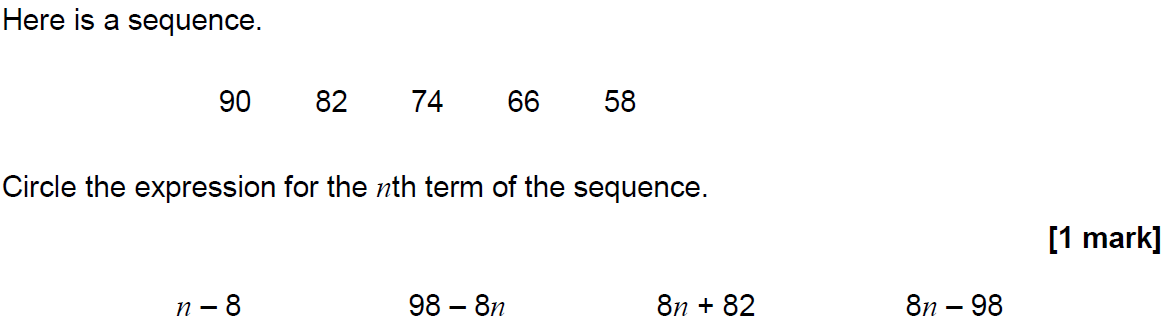 Here is a sequence.
90 82 74 66 58
Circle the expression for the nth term of the sequence.
[1 mark]
n – 8 98 – 8n 8n + 82 8n – 98